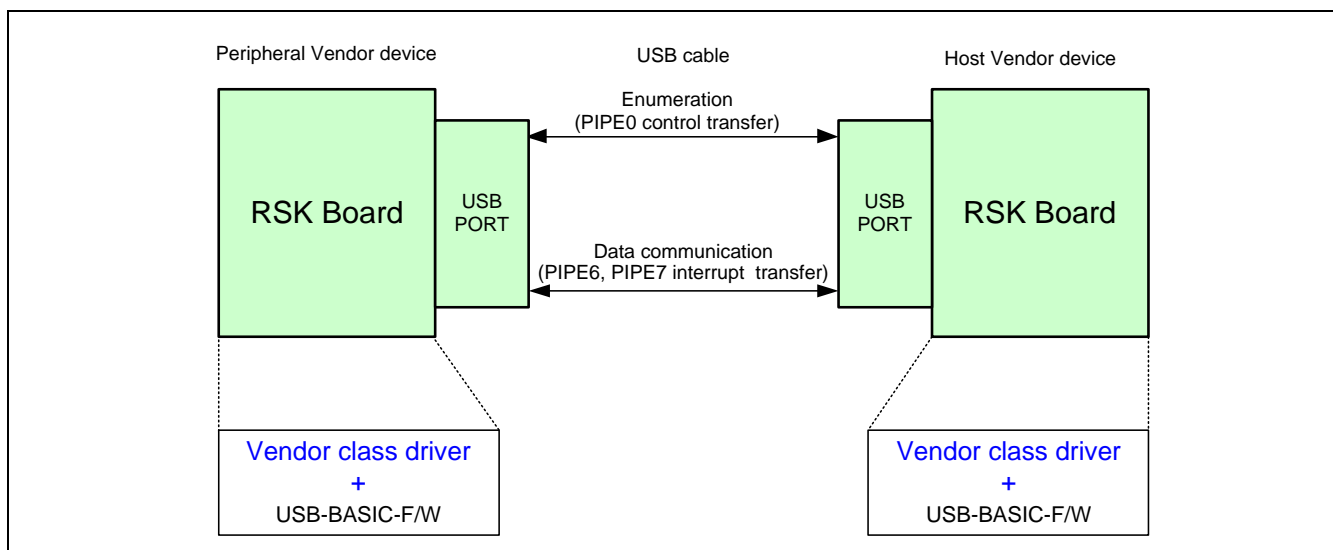 Peripheral Vendor device
USB cable
Host Vendor device
Enumeration
(PIPE0 control transfer)
RSK Board
USB
PORT
USB
PORT
RSK Board
Data communication
(PIPE6, PIPE7 interrupt transfer)
Vendor class driver
+
USB-BASIC-F/W
Vendor class driver
+
USB-BASIC-F/W